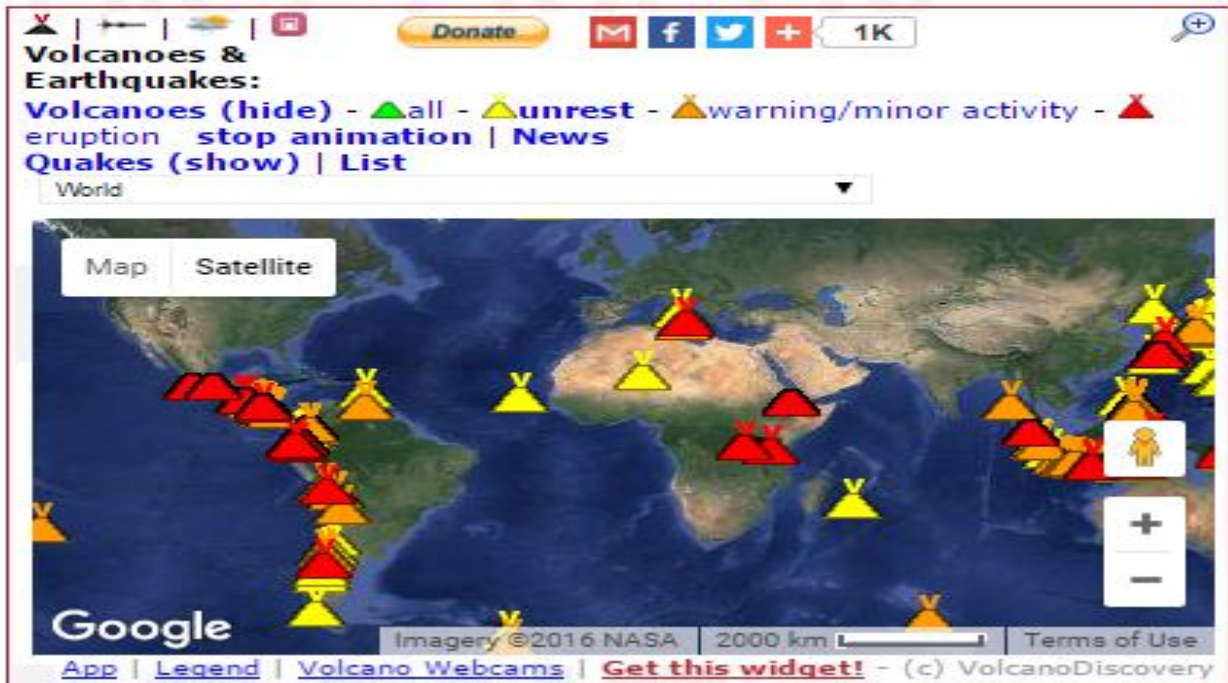 | | |
Donate
M f + 1K
Volcanoes &
Earthquakes:
Volcanoes (hide) - all - unrest - warning/minor activity -
eruption stop animation | News
Quakes (show) | List
World
Map Satellite
Google
Imagery ©2016 NASA 2000 km Terms of Use
App | Legend | Volcano Webcams | Get this widget! - (c) VolcanoDiscovery